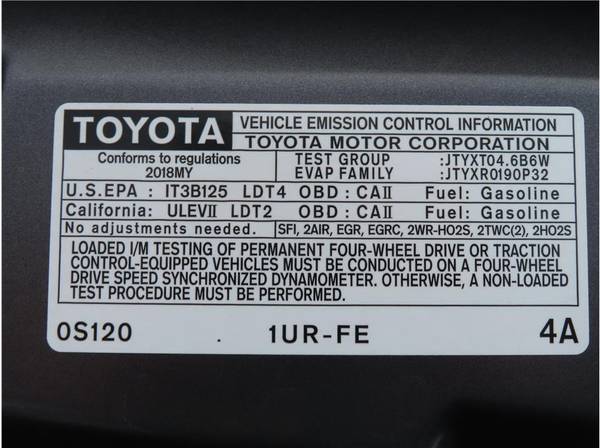 TOYOTA VEHICLE EMISSION CONTROL INFORMATION
TOYOTA MOTOR CORPORATION
Conforms to regulations
2018MY
TEST GROUP :JTYXT04.6B6W
EVAP FAMILY :JTYXR0190P32
U.S.EPA : IT3B125 LDT4 OBD : CAII Fuel: Gasoline
California: ULEVII LDT2 OBD : CAII Fuel: Gasoline
No adjustments needed. SFI, 2AIR, EGR, EGRC, 2WR-HO2S, 2TWC(2), 2HO2S
LOADED I/M TESTING OF PERMANENT FOUR-WHEEL DRIVE OR TRACTION
CONTROL-EQUIPPED VEHICLES MUST BE CONDUCTED ON A FOUR-WHEEL
DRIVE SPEED SYNCHRONIZED DYNAMOMETER. OTHERWISE, A NON-LOADED
TEST PROCEDURE MUST BE PERFORMED.
0S120 . 1UR-FE 4A